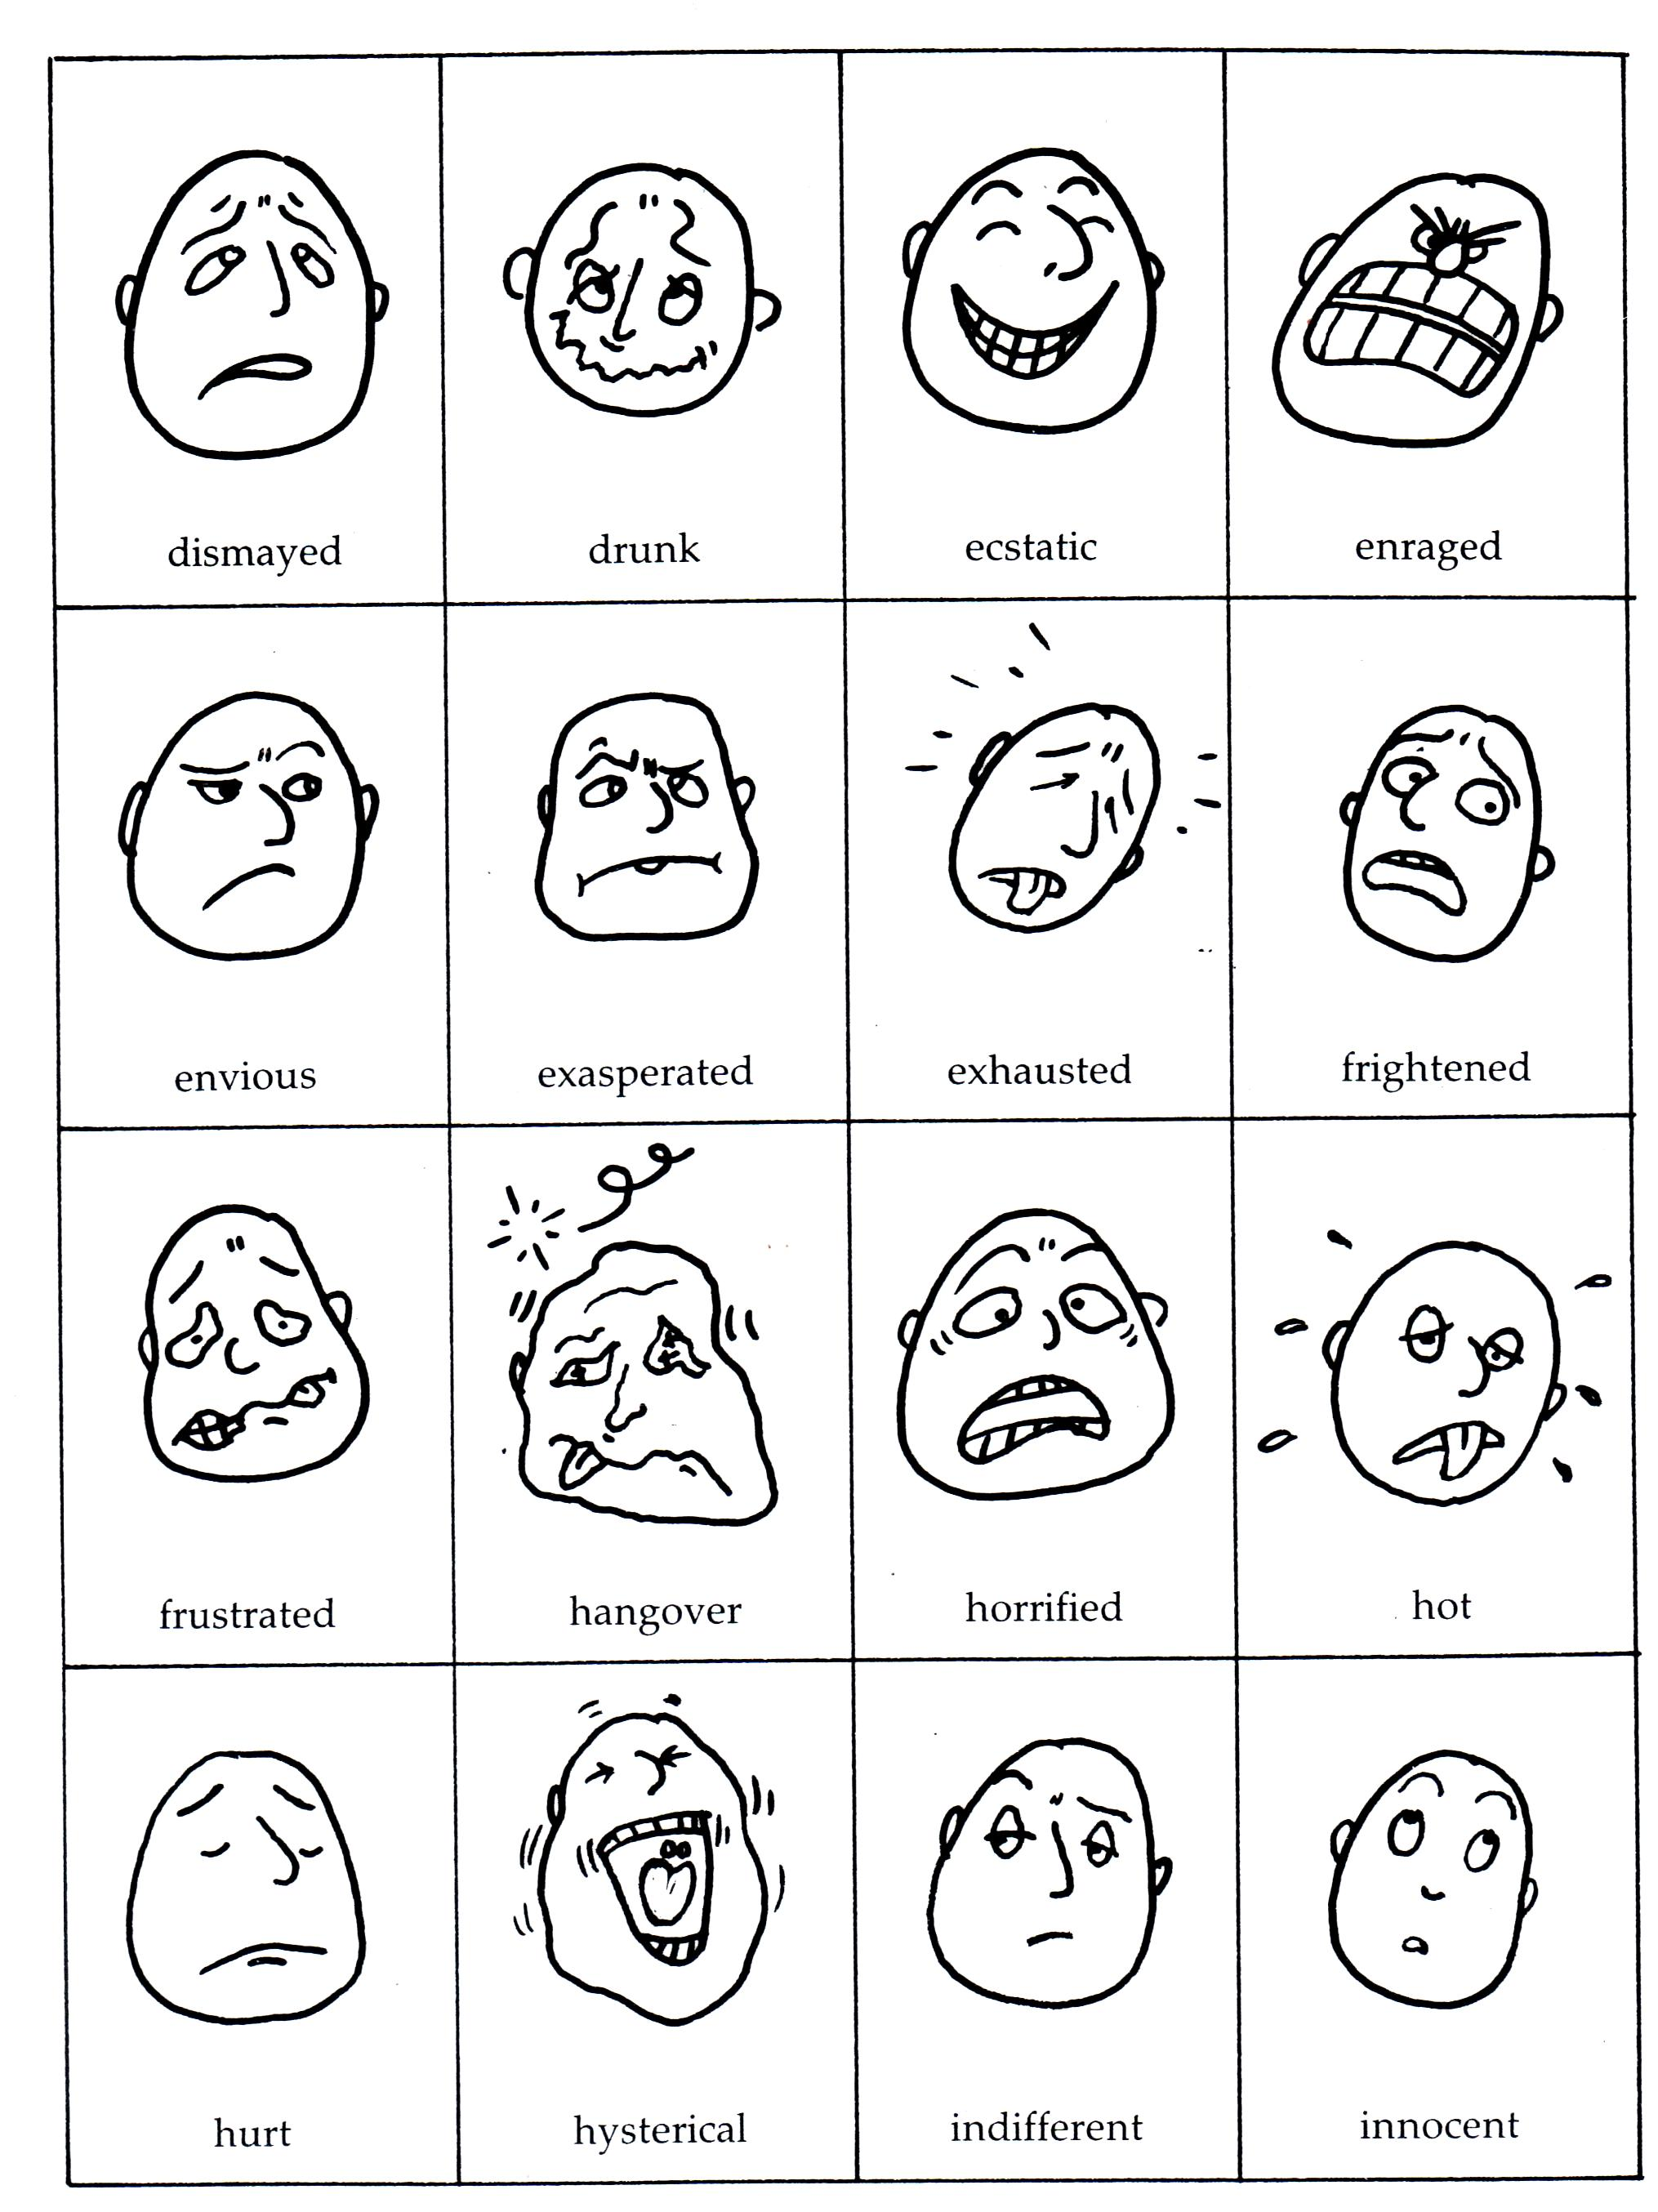 dismayed
drunk
ecstatic
enraged
envious
exasperated
exhausted
frightened
frustrated
hangover
horrified
hot
hurt
hysterical
indifferent
innocent